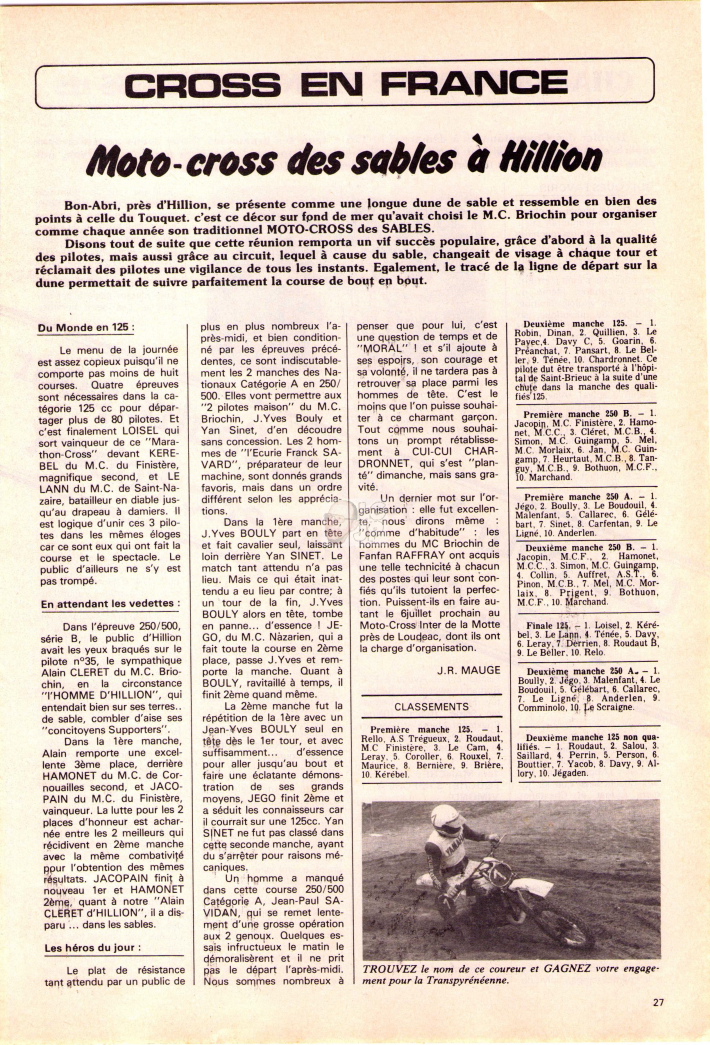 CROSS EN FRANCE
Moto-cross des sables à Hillion
Bon-Abri, près d'Hillion, se présente comme une longue dune de sable et ressemble en bien des
points à celle du Touquet. c'est ce décor sur fond de mer qu'avait choisi le M.C. Briochin pour organiser
comme chaque année son traditionnel MOTO-CROSS des SABLES.
Disons tout de suite que cette réunion remporta un vif succès populaire, grâce d'abord à la qualité
des pilotes, mais aussi grâce au circuit, lequel à cause du sable, changeait de visage à chaque tour et
réclamait des pilotes une vigilance de tous les instants. Egalement, le tracé de la ligne de départ sur la
dune permettait de suivre parfaitement la course de bout en bout.
Du Monde en 125 :
Le menu de la journée
est assez copieux puisqu'il ne
comporte pas moins de huit
courses. Quatre épreuves
sont nécessaires dans la ca-
tégorie 125 cc pour dépar-
tager plus de 80 pilotes. Et
c'est finalement LOISEL qui
sort vainqueur de ce "Mara-
thon-Cross" devant KERE-
BEL du M.C. du Finistère,
magnifique second, et LE
LANN du M.C. de Saint-Na-
zaire, batailleur en diable jus-
qu'au drapeau à damiers. Il
est logique d'unir ces 3 pilo-
tes dans les mêmes éloges
car ce sont eux qui ont fait la
course et le spectacle. Le
public d'ailleurs ne s'y est
pas trompé.
En attendant les vedettes :
Dans l'épreuve 250/500,
série B, le public d'Hillion
avait les yeux braqués sur le
pilote n°35, le sympathique
Alain CLERET du M.C. Brio-
chin, en la circonstance
"l'HOMME D'HILLION", qui
entendait bien sur ses terres..
de sable, combler d'aise ses
"concitoyens Supporters".
Dans la 1ère manche,
Alain remporte une excel-
lente 3ème place, derrière
HAMONET du M.C. de Cor-
nouailles second, et JACO-
PAIN du M.C. du Finistère,
vainqueur. La lutte pour les 2
places d'honneur est achar-
née entre les 2 meilleurs qui
récidivent en 2ème manche
avec la même combativité
pour l'obtention des mêmes
résultats. JACOPAIN finit à
nouveau 1er et HAMONET
2ème, quant à notre "Alain
CLERET d'HILLION", il a dis-
paru ... dans les sables.
Les héros du jour :
Le plat de résistance
tant attendu par un public de
plus en plus nombreux l'a-
près-midi, et bien condition-
né par les épreuves précé-
dentes, ce sont indiscutable-
ment les 2 manches des Na-
tionaux Catégorie A en 250/
500. Elles vont permettre aux
"2 pilotes maison" du M.C.
Briochin, J.Yves Bouly et
Yan Sinet, d'en découdre
sans concession. Les 2 hom-
mes de "l'Ecurie Franck SA-
VARD", préparateur de leur
machine, sont donnés grands
favoris, mais dans un ordre
différent selon les apprécia-
tions.
Dans la 1ère manche,
J.Yves BOULY part en tête
et fait cavalier seul, laissant
loin derrière Yan SINET. Le
match tant attendu n'a pas
lieu. Mais ce qui était inat-
tendu a eu lieu par contre; à
un tour de la fin, J.Yves
BOULY alors en tête, tombe
en panne... d'essence ! JE-
GO, du M.C. Nàzarien, qui a
fait toute la course en 2ème
place, passe J.Yves et rem-
porte la manche. Quant à
BOULY, ravitaillé à temps, il
finit 2ème quand même.
La 2ème manche fut la
répétition de la 1ère avec un
Jean-Yves BOULY seul en
tête dès le 1er tour, et avec
suffisamment... d'essence
pour aller jusqu'au bout et
faire une éclatante démons-
tration de ses grands
moyens, JEGO finit 2ème et
a séduit les connaisseurs car
il courrait sur une 125cc. Yan
SINET ne fut pas classé dans
cette seconde manche, ayant
du s'arrêter pour raisons mé-
caniques.
Un homme a manqué
dans cette course 250/500
Catégorie A, Jean-Paul SA-
VIDAN, qui se remet lente-
ment d'une grosse opération
aux 2 genoux. Quelques es-
sais infructueux le matin le
démoralisèrent et il ne prit
pas le départ l'après-midi.
Nous sommes nombreux à
penser que pour lui, c'est
une question de temps et de
"MORAL" ! et s'il ajoute à
ses espoirs, son courage et
sa volonté, il ne tardera pas à
retrouver sa place parmi les
hommes de tête. C'est le
moins que l'on puisse souhai-
ter à ce charmant garçon.
Tout comme nous souhai-
tons un prompt rétablisse-
ment à CUI-CUI CHAR-
DRONNET, qui s'est "plan-
té" dimanche, mais sans gra-
vité.
Un dernier mot sur l'or-
ganisation : elle fut excellen-
te, nous dirons même :
"comme d'habitude" : les
hommes du MC Briochin de
Fanfan RAFFRAY ont acquis
une telle technicité à chacun
des postes qui leur sont con-
fiés qu'ils tutoient la perfec-
tion. Puissent-ils en faire au-
tant le 6juillet prochain au
Moto-Cross Inter de la Motte
près de Loudeac, dont ils ont
la charge d'organisation.
J.R. MAUGE
CLASSEMENTS
Première manche 125. — 1.
Rello, A.S Trégueux, 2. Roudaut,
M.C Finistère, 3. Le Cam, 4.
Leray, 5. Coroller, 6. Rouxel, 7.
Maurice, 8. Bernière, 9. Brière,
10. Kérébel.
Deuxième manche 125. — 1.
Robin, Dinan, 2. Quillien, 3. Le
Payec,4. Davy C, 5. Goarin, 6.
Préanchat, 7. Pansart, 8. Le Bel-
ler, 9. Ténée, 10. Chardronnet. Ce
pilote dut être transporté à l'hôpi-
tal de Saint-Brieuc à la suite d'une
chute dans la manche des quali-
fiés 125.
Première manche 250 B. — 1.
Jacopin, M.C. Finistère, 2. Hamo-
net, M.C.C., 3. Cléret, M.C.B., 4.
Simon, M.C. Guingamp, 5. Mel,
M.C. Morlaix, 6. Jan, M.C. Guin-
gamp, 7. Heurtaut, M.C.B., 8. Tan-
guy, M.C.B., 9. Bothuon, M.C.F.,
10. Marchand.
Première manche 250 A. — 1.
Jégo, 2. Boully, 3. Le Boudouil, 4.
Malenfant, 5. Callarec, 6. Gélé-
bart, 7. Sinet, 8. Carfentan, 9. Le
Ligné, 10. Anderlen.
Deuxième manche 250 B. — 1.
Jacopin, M.C.F., 2. Hamonet,
M.C.C., 3. Simon, M.C. Guingamp,
4. Collin, 5. Auffret, A.S.T., 6.
Pinon, M.C.B., 7. Mel, M.C. Mor-
laix, 8. Prigent, 9. Bothuon,
M.C.F., 10. Marchand.
Finale 125. — 1. Loisel, 2. Kéré-
bel, 3. Le Lann, 4. Ténée, 5. Davy,
6. Leray, 7. Derrien, 8. Roudaut B,
9. Le Beller, 10. Relo.
Deuxième manche 250 A. — 1.
Boully, 2. Jégo, 3. Malenfant, 4. Le
Boudouil, 5. Gélébart, 6. Callarec,
7. Le Ligné, 8. Anderlen, 9.
Comminolo, 10. Le Scraigne.
Deuxième manche 125 non qua-
lifiés. — 1. Roudaut, 2. Salou, 3.
Saillard, 4. Perrin, 5. Person, 6.
Bouttier, 7. Yacob, 8. Davy, 9. Al-
lory, 10. Jégaden.
TROUVEZ le nom de ce coureur et GAGNEZ votre engage-
ment pour la Transpyrénéenne.
27